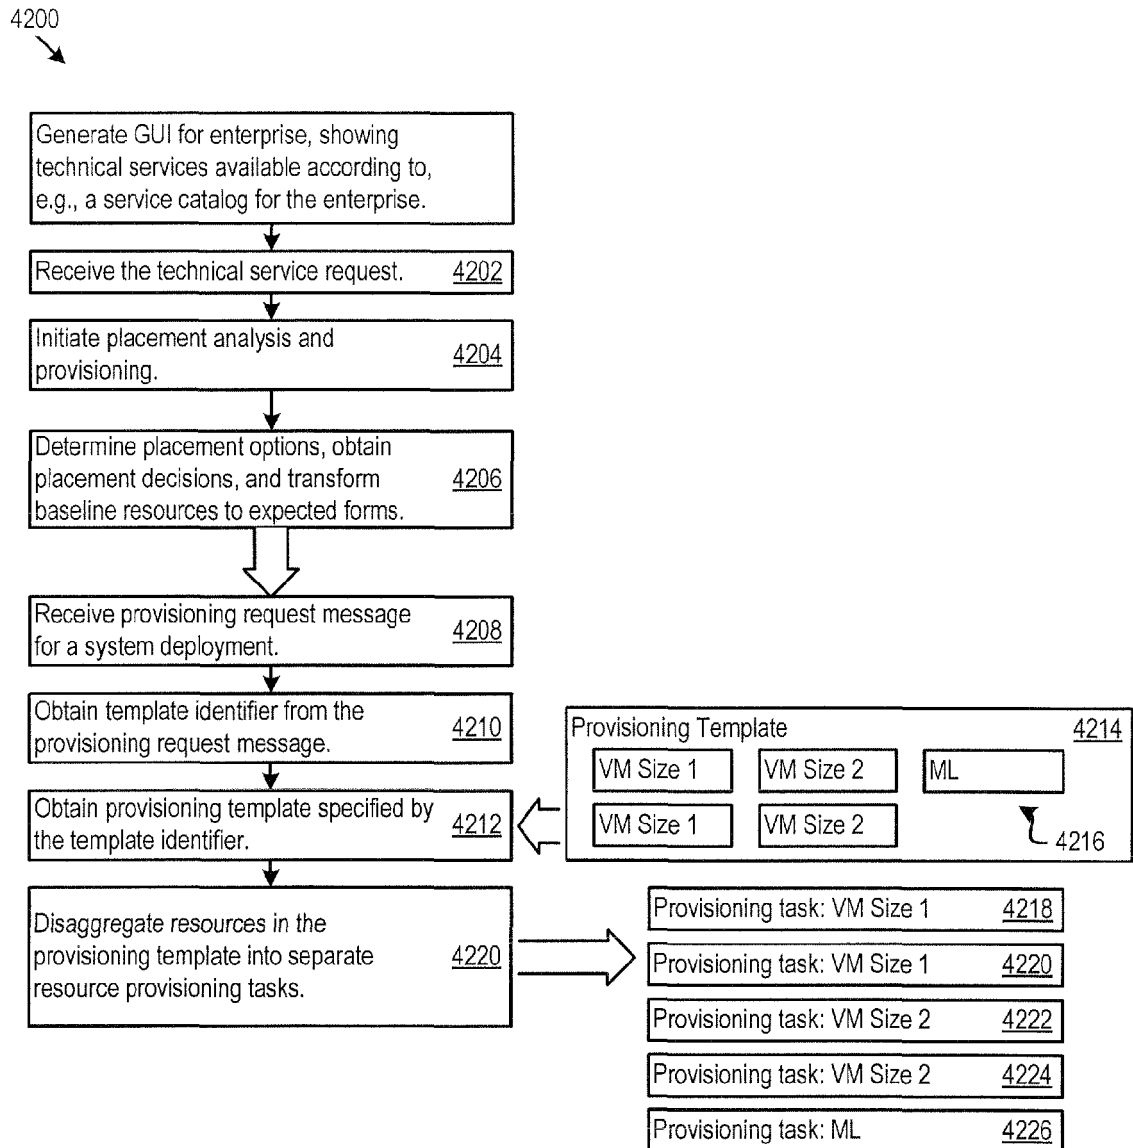 4200
Generate GUI for enterprise, showing
technical services available according to,
e.g., a service catalog for the enterprise.
Receive the technical service request. 4202
Initiate placement analysis and
provisioning. 4204
Determine placement options, obtain
placement decisions, and transform
baseline resources to expected forms. 4206
Receive provisioning request message
for a system deployment. 4208
Obtain template identifier from the
provisioning request message. 4210
Provisioning Template 4214
VM Size 1 VM Size 2 ML
VM Size 1 VM Size 2
4216
Obtain provisioning template specified by
the template identifier. 4212
Disaggregate resources in the
provisioning template into separate
resource provisioning tasks. 4220
Provisioning task: VM Size 1 4218
Provisioning task: VM Size 1 4220
Provisioning task: VM Size 2 4222
Provisioning task: VM Size 2 4224
Provisioning task: ML 4226